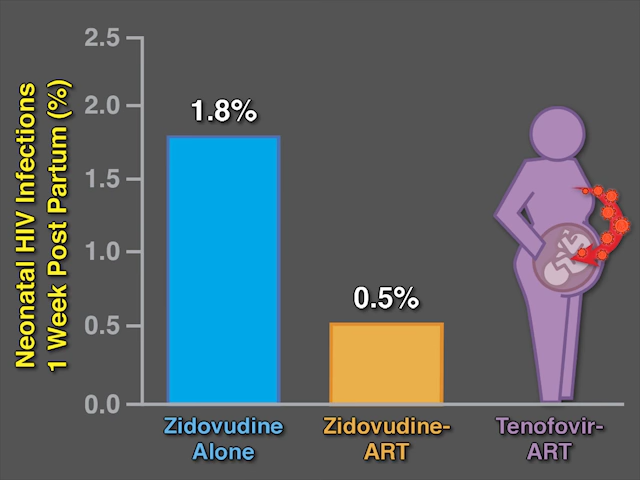 Neonatal HIV Infections
1 Week Post Partum (%)
2.5
2.0
1.5
1.0
0.5
0.0
1.8%
0.5%
Zidovudine
Alone
Zidovudine-
ART
Tenofovir-
ART